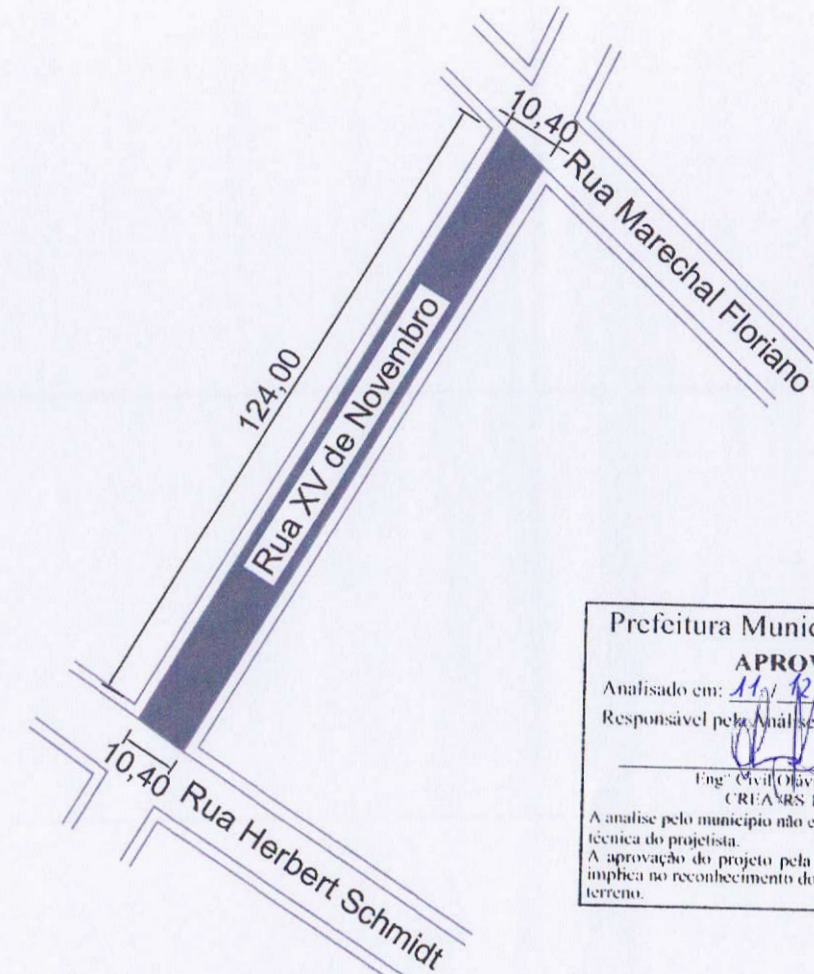 10,40
Rua Marechal Floriano
124,00
Rua XV de Novembro
10,40
Rua Herbert Schmidt
Prefeitura Munic
APROV
Analisado em: 11 / 12
Responsável pela Análise
Eng° Civil Oláv
CREA RS
A analise pelo municipio não e
técnica do projetista.
A aprovação do projeto pela
implica no reconhecimento do
terreno.